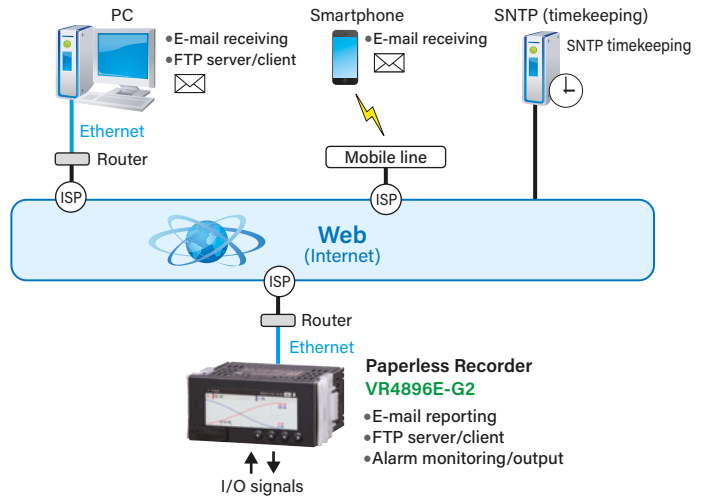 PC
•E-mail receiving
•FTP server/client
Smartphone
•E-mail receiving
SNTP (timekeeping)
SNTP timekeeping
Ethernet
Router
Mobile line
ISP
ISP
Web
(Internet)
ISP
Router
Ethernet
Paperless Recorder
VR4896E-G2
•E-mail reporting
•FTP server/client
•Alarm monitoring/output
I/O signals